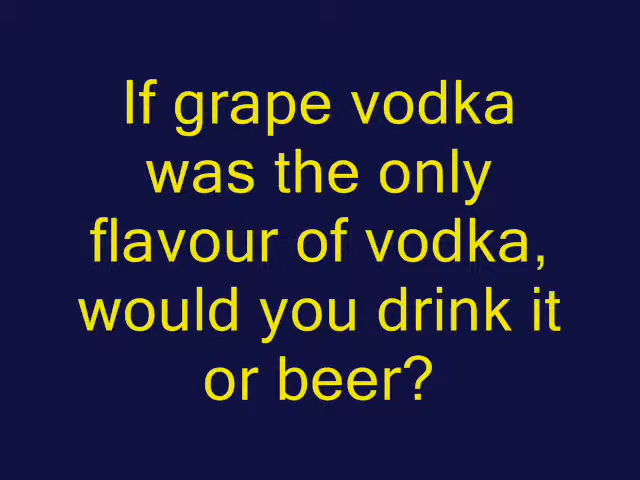 If grape vodka
was the only
flavour of vodka,
would you drink it
or beer?